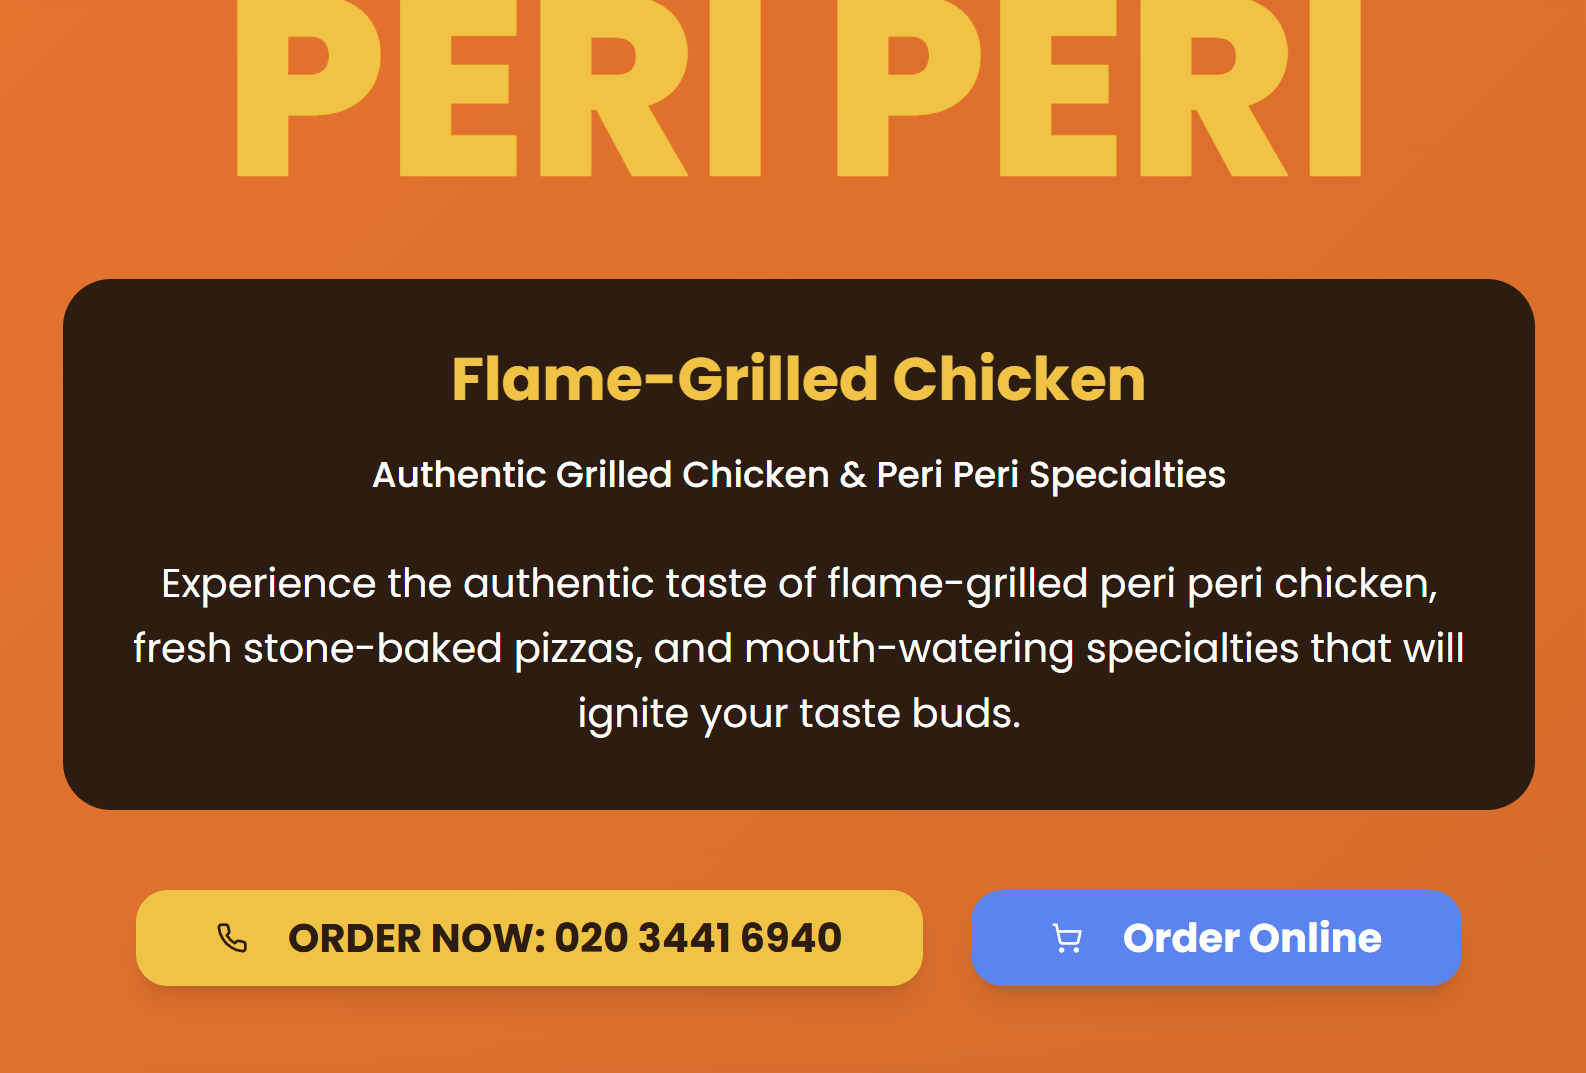 PERI PERI
Flame-Grilled Chicken
Authentic Grilled Chicken & Peri Peri Specialties
Experience the authentic taste of flame-grilled peri peri chicken,
fresh stone-baked pizzas, and mouth-watering specialties that will
ignite your taste buds.
ORDER NOW: 020 3441 6940
Order Online